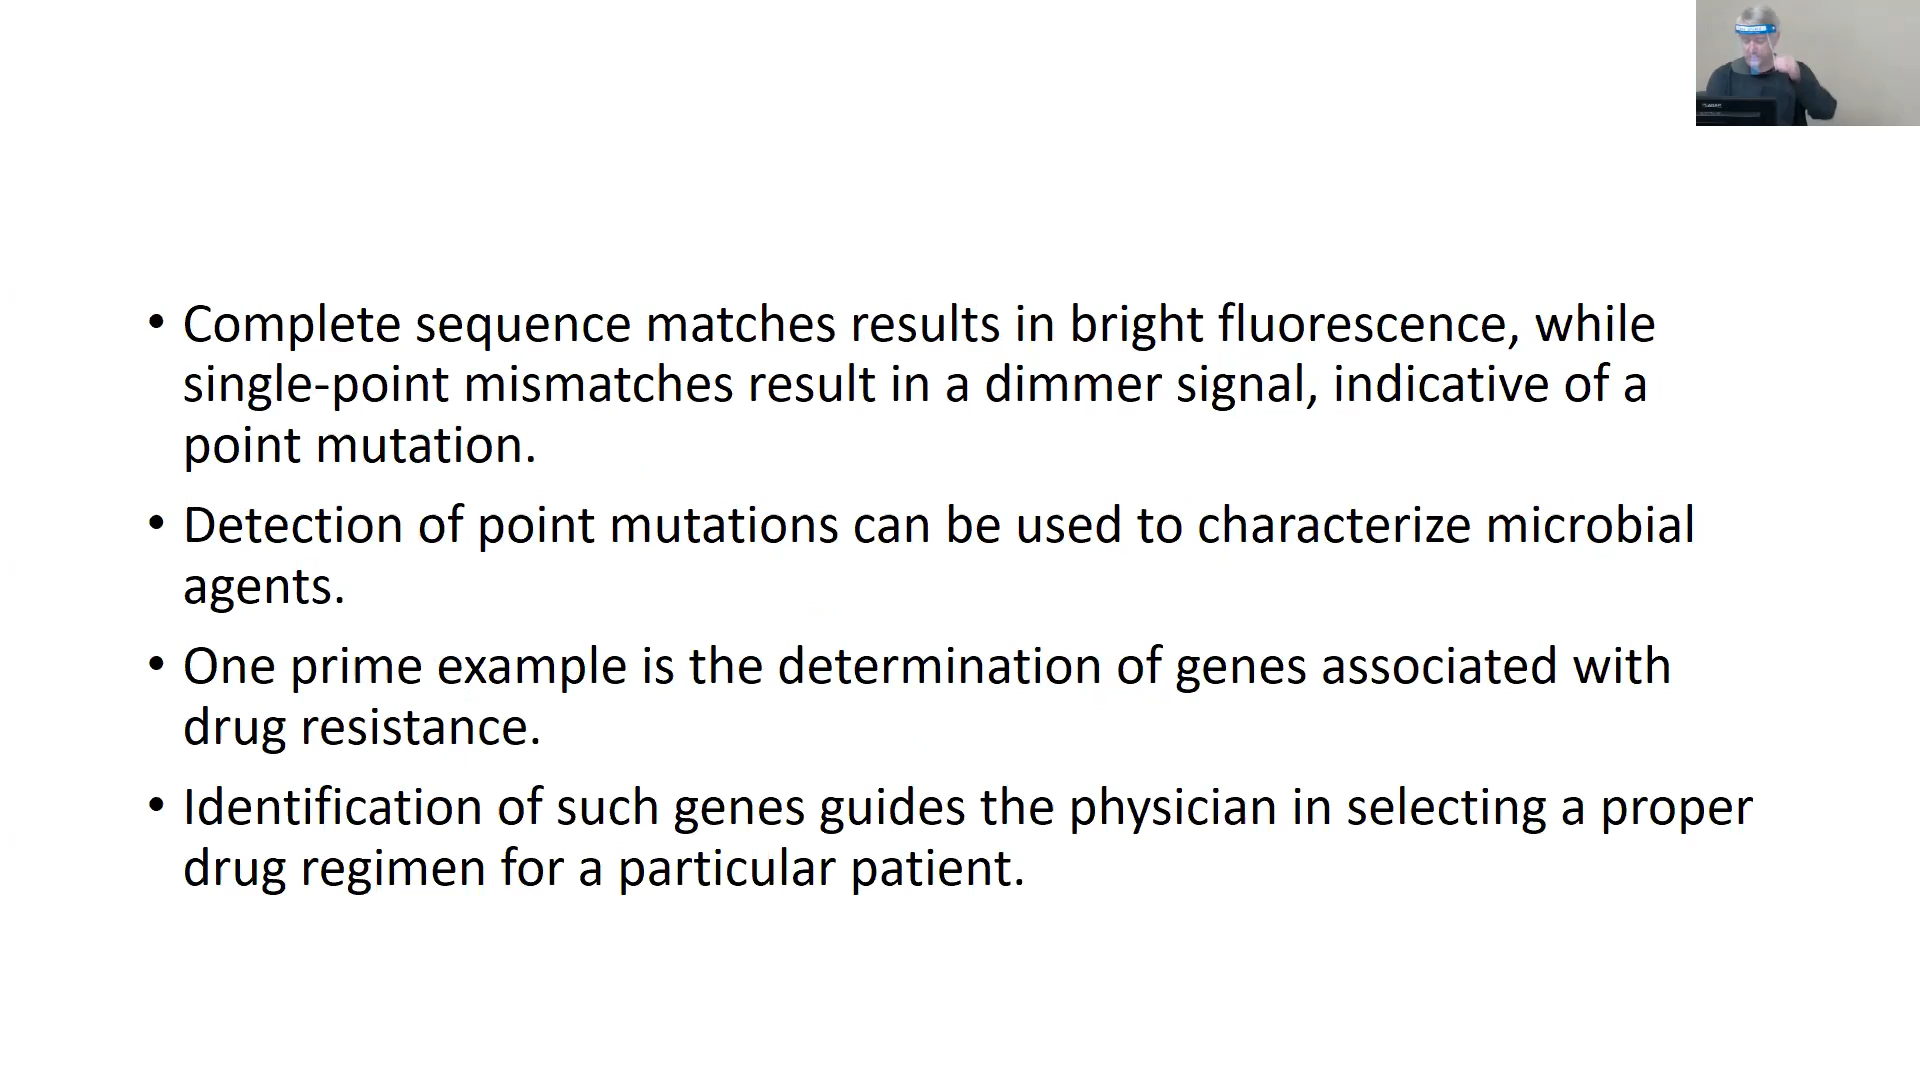 • Complete sequence matches results in bright fluorescence, while
single-point mismatches result in a dimmer signal, indicative of a
point mutation.
• Detection of point mutations can be used to characterize microbial
agents.
• One prime example is the determination of genes associated with
drug resistance.
• Identification of such genes guides the physician in selecting a proper
drug regimen for a particular patient.